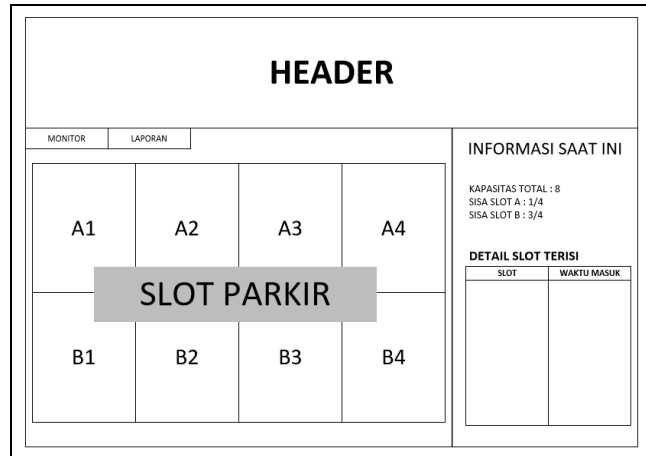 HEADER
MONITOR LAPORAN
A1 A2 A3 A4
SLOT PARKIR
B1 B2 B3 B4
INFORMASI SAAT INI
KAPASITAS TOTAL : 8
SISA SLOT A : 1/4
SISA SLOT B : 3/4
DETAIL SLOT TERISI
SLOT WAKTU MASUK